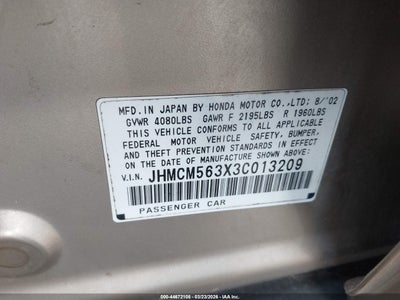 MFD.IN JAPAN BY HONDA MOTOR CO.,LTD: 8/'02
GVWR 4080LBS GAWR F 2195LBS R 1960LBS
THIS VEHICLE CONFORMS TO ALL APPLICABLE
FEDERAL MOTOR VEHICLE SAFETY, BUMPER,
AND THEFT PREVENTION STANDARDS IN
EFFECT ON THE DATE OF MANUFACTURE
SHOWN ABOVE.
V.I.N. JHMCM563X3C013209
PASSENGER CAR
000-44672108 - 03/23/2026 - IAA